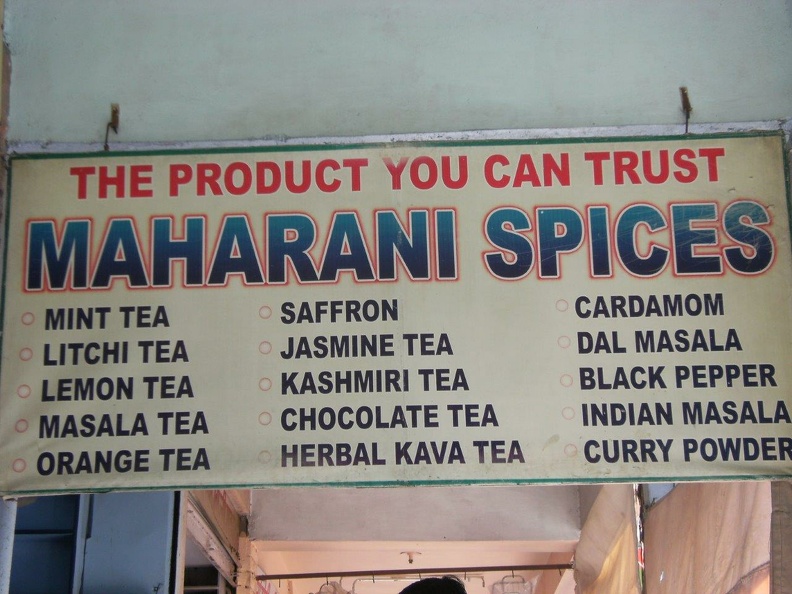 THE PRODUCT YOU CAN TRUST
MAHARANI SPICES
MINT TEA
LITCHI TEA
LEMON TEA
MASALA TEA
ORANGE TEA
SAFFRON
JASMINE TEA
KASHMIRI TEA
CHOCOLATE TEA
HERBAL KAVA TEA
CARDAMOM
DAL MASALA
BLACK PEPPER
INDIAN MASALA
CURRY POWDER